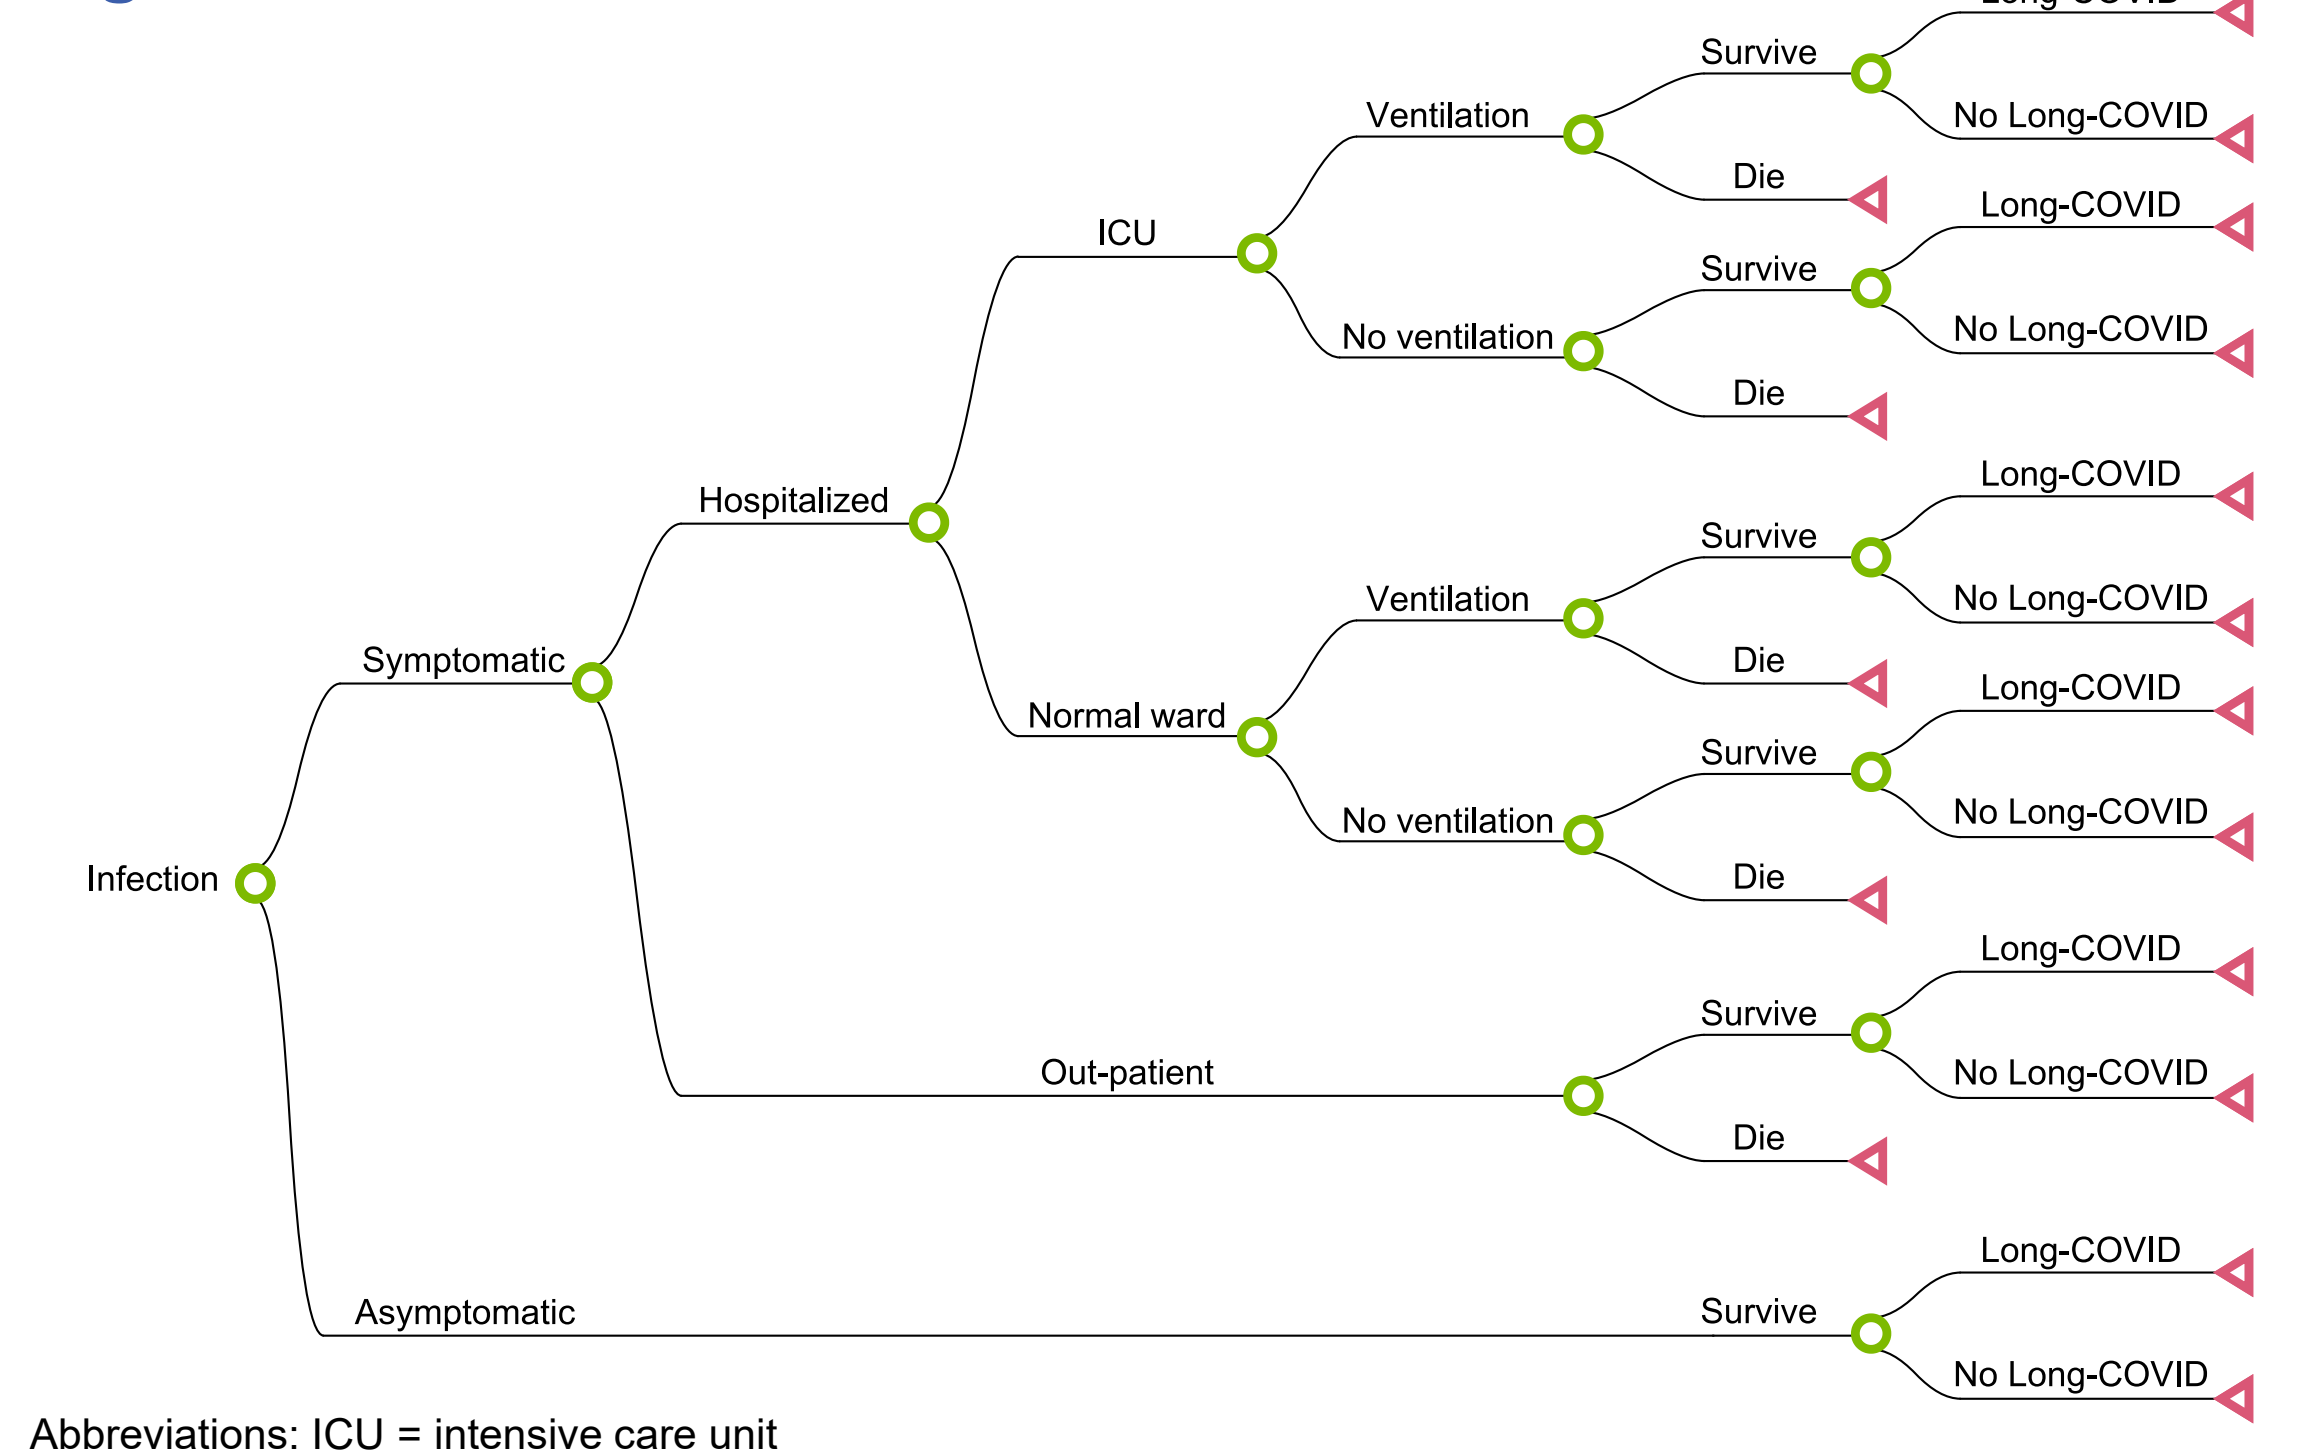 Long-COVID
Survive
Ventilation
No Long-COVID
Die
Long-COVID
ICU
Survive
No ventilation
No Long-COVID
Die
Long-COVID
Hospitalized
Survive
Ventilation
No Long-COVID
Symptomatic
Die
Long-COVID
Normal ward
Survive
No ventilation
No Long-COVID
Infection
Die
Long-COVID
Survive
Out-patient
No Long-COVID
Die
Long-COVID
Asymptomatic
Survive
No Long-COVID
Abbreviations: ICU = intensive care unit